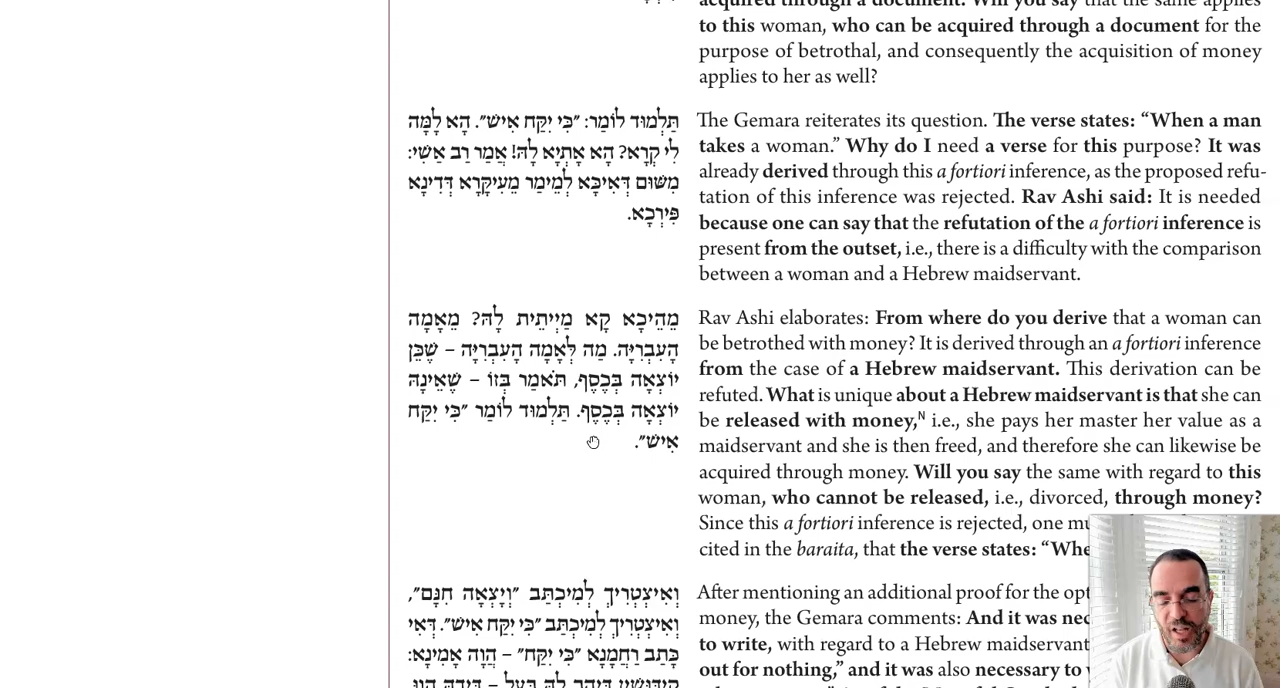 acquired through a document. Will you say that the same applies
to this woman, who can be acquired through a document for the
purpose of betrothal, and consequently the acquisition of money
applies to her as well?
תַּלְמוּד לוֹמַר: ״כִּי יִקַּח אִישׁ״. הָא לָמָּה
לִי קְרָא? הָא אָתְיָא לַהּ! אֲמַר רַב אַשִׁי:
מִשּׁוּם דְּאִיכָּא לְמֵימַר מֵעִיקָּרָא דְּדִינָא
פִּירְכָא.
The Gemara reiterates its question. The verse states: “When a man
takes a woman.” Why do I need a verse for this purpose? It was
already derived through this a fortiori inference, as the proposed refu-
tation of this inference was rejected. Rav Ashi said: It is needed
because one can say that the refutation of the a fortiori inference is
present from the outset, i.e., there is a difficulty with the comparison
between a woman and a Hebrew maidservant.
מֵהֵיכָא קָא מַיְיתֵית לַהּ? מֵאָמָה
הָעִבְרִיָּה. מַה לְּאָמָה הָעִבְרִיָּה – שֶׁכֵּן
יוֹצְאָה בְּכֶסֶף, תֹּאמַר בְּזוֹ – שֶׁאֵינָהּ
יוֹצְאָה בְּכֶסֶף. תַּלְמוּד לוֹמַר ״כִּי יִקַּח
אִישׁ״.
Rav Ashi elaborates: From where do you derive that a woman can
be betrothed with money? It is derived through an a fortiori inference
from the case of a Hebrew maidservant. This derivation can be
refuted. What is unique about a Hebrew maidservant is that she can
be released with money,ᴺ i.e., she pays her master her value as a
maidservant and she is then freed, and therefore she can likewise be
acquired through money. Will you say the same with regard to this
woman, who cannot be released, i.e., divorced, through money?
Since this a fortiori inference is rejected, one mu
cited in the baraita, that the verse states: “Whe
וְאִיצְטְרִיךְ לְמִיכְתַּב ״וְיָצְאָה חִנָּם״,
וְאִיצְטְרִיךְ לְמִיכְתַּב ״כִּי יִקַּח אִישׁ״. דְּאִי
כָּתַב רַחֲמָנָא ״כִּי יִקַּח״ – הֲוָה אָמִינָא:
After mentioning an additional proof for the opt
money, the Gemara comments: And it was nec
to write, with regard to a Hebrew maidservant
out for nothing,” and it was also necessary to